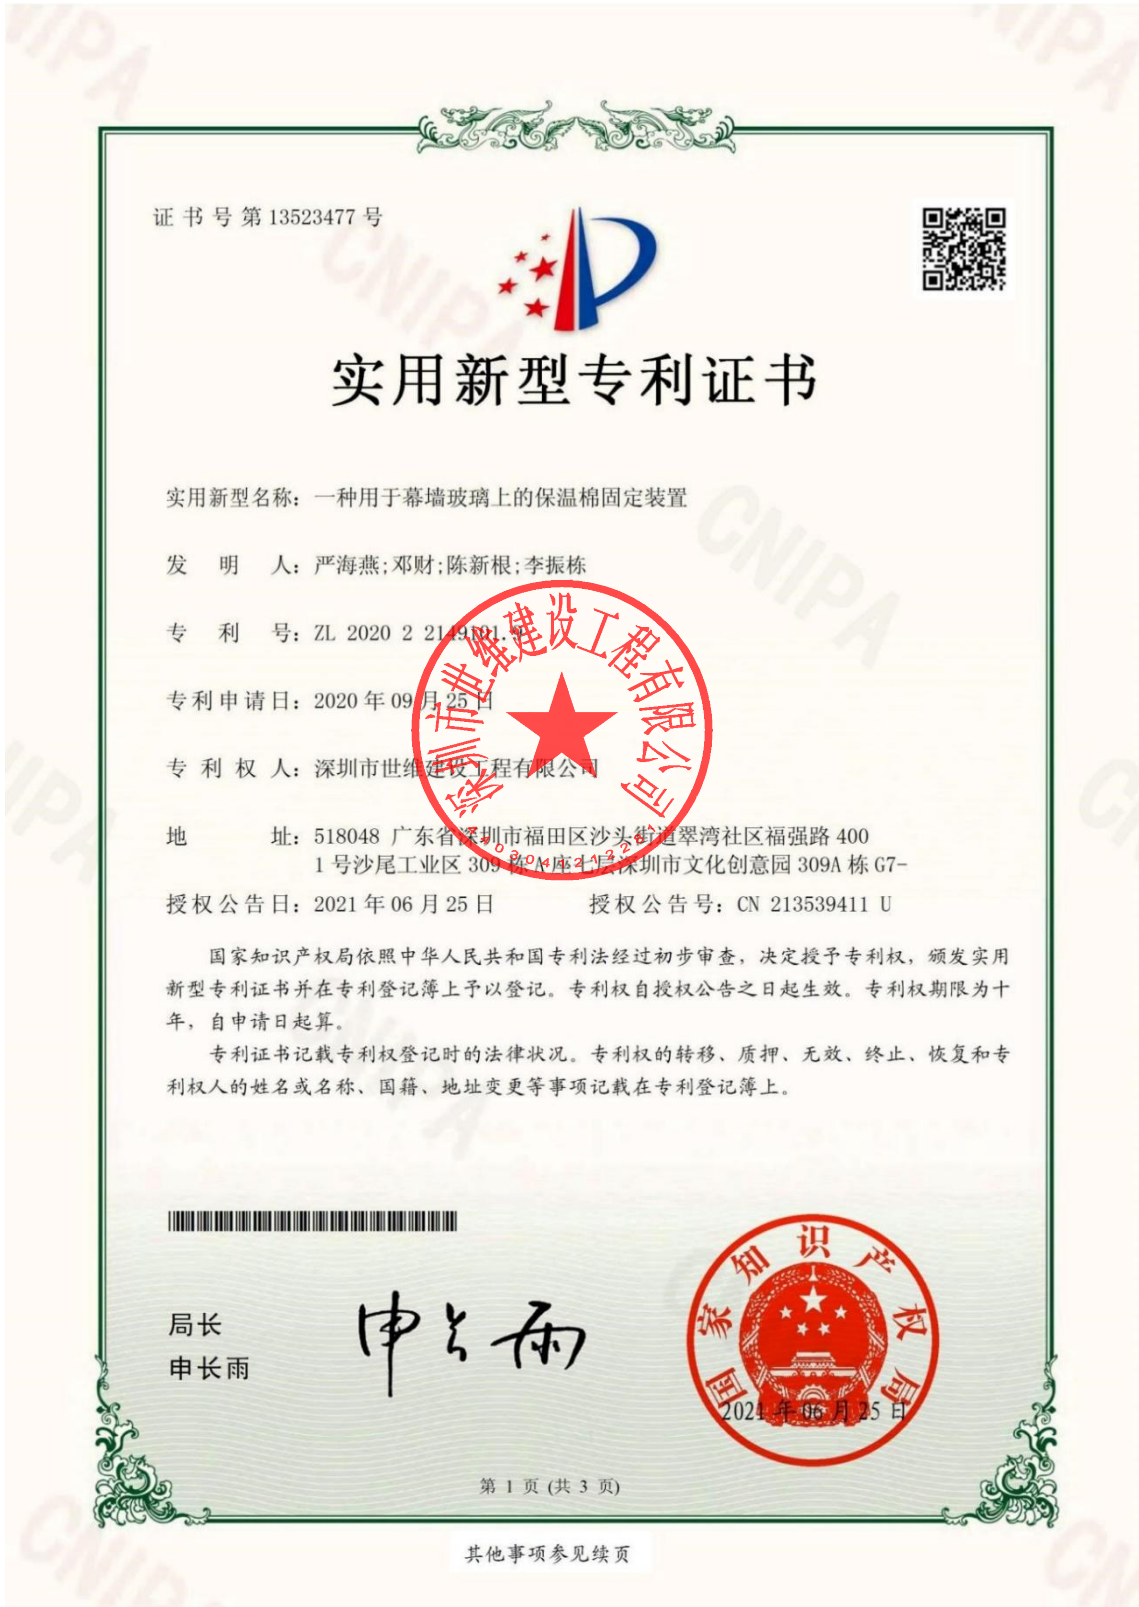 证书号第13523477号
实用新型专利证书
实用新型名称：一种用于幕墙玻璃上的保温棉固定装置
发明人：严海燕;邓财;陈新根;李振栋
专利号：ZL 2020 2 2149101.
专利申请日：2020年09月25日
专利权人：深圳市世维建设工程有限公司
地址：518048 广东省深圳市福田区沙头街道翠湾社区福强路400
1号沙尾工业区309栋A座七层深圳市文化创意园309A栋G7-
授权公告日：2021年06月25日 授权公告号：CN 213539411 U
深圳市世维建设工程有限公司
国家知识产权局依照中华人民共和国专利法经过初步审查，决定授予专利权，颁发实用
新型专利证书并在专利登记簿上予以登记。专利权自授权公告之日起生效。专利权期限为十
年，自申请日起算。
专利证书记载专利权登记时的法律状况。专利权的转移、质押、无效、终止、恢复和专
利权人的姓名或名称、国籍、地址变更等事项记载在专利登记簿上。
局长
申长雨
申长雨
国家知识产权局
2021年06月25日
第 1 页 (共 3 页)
其他事项参见续页
CNIPA
CNIPA
CNIPA
CNIPA